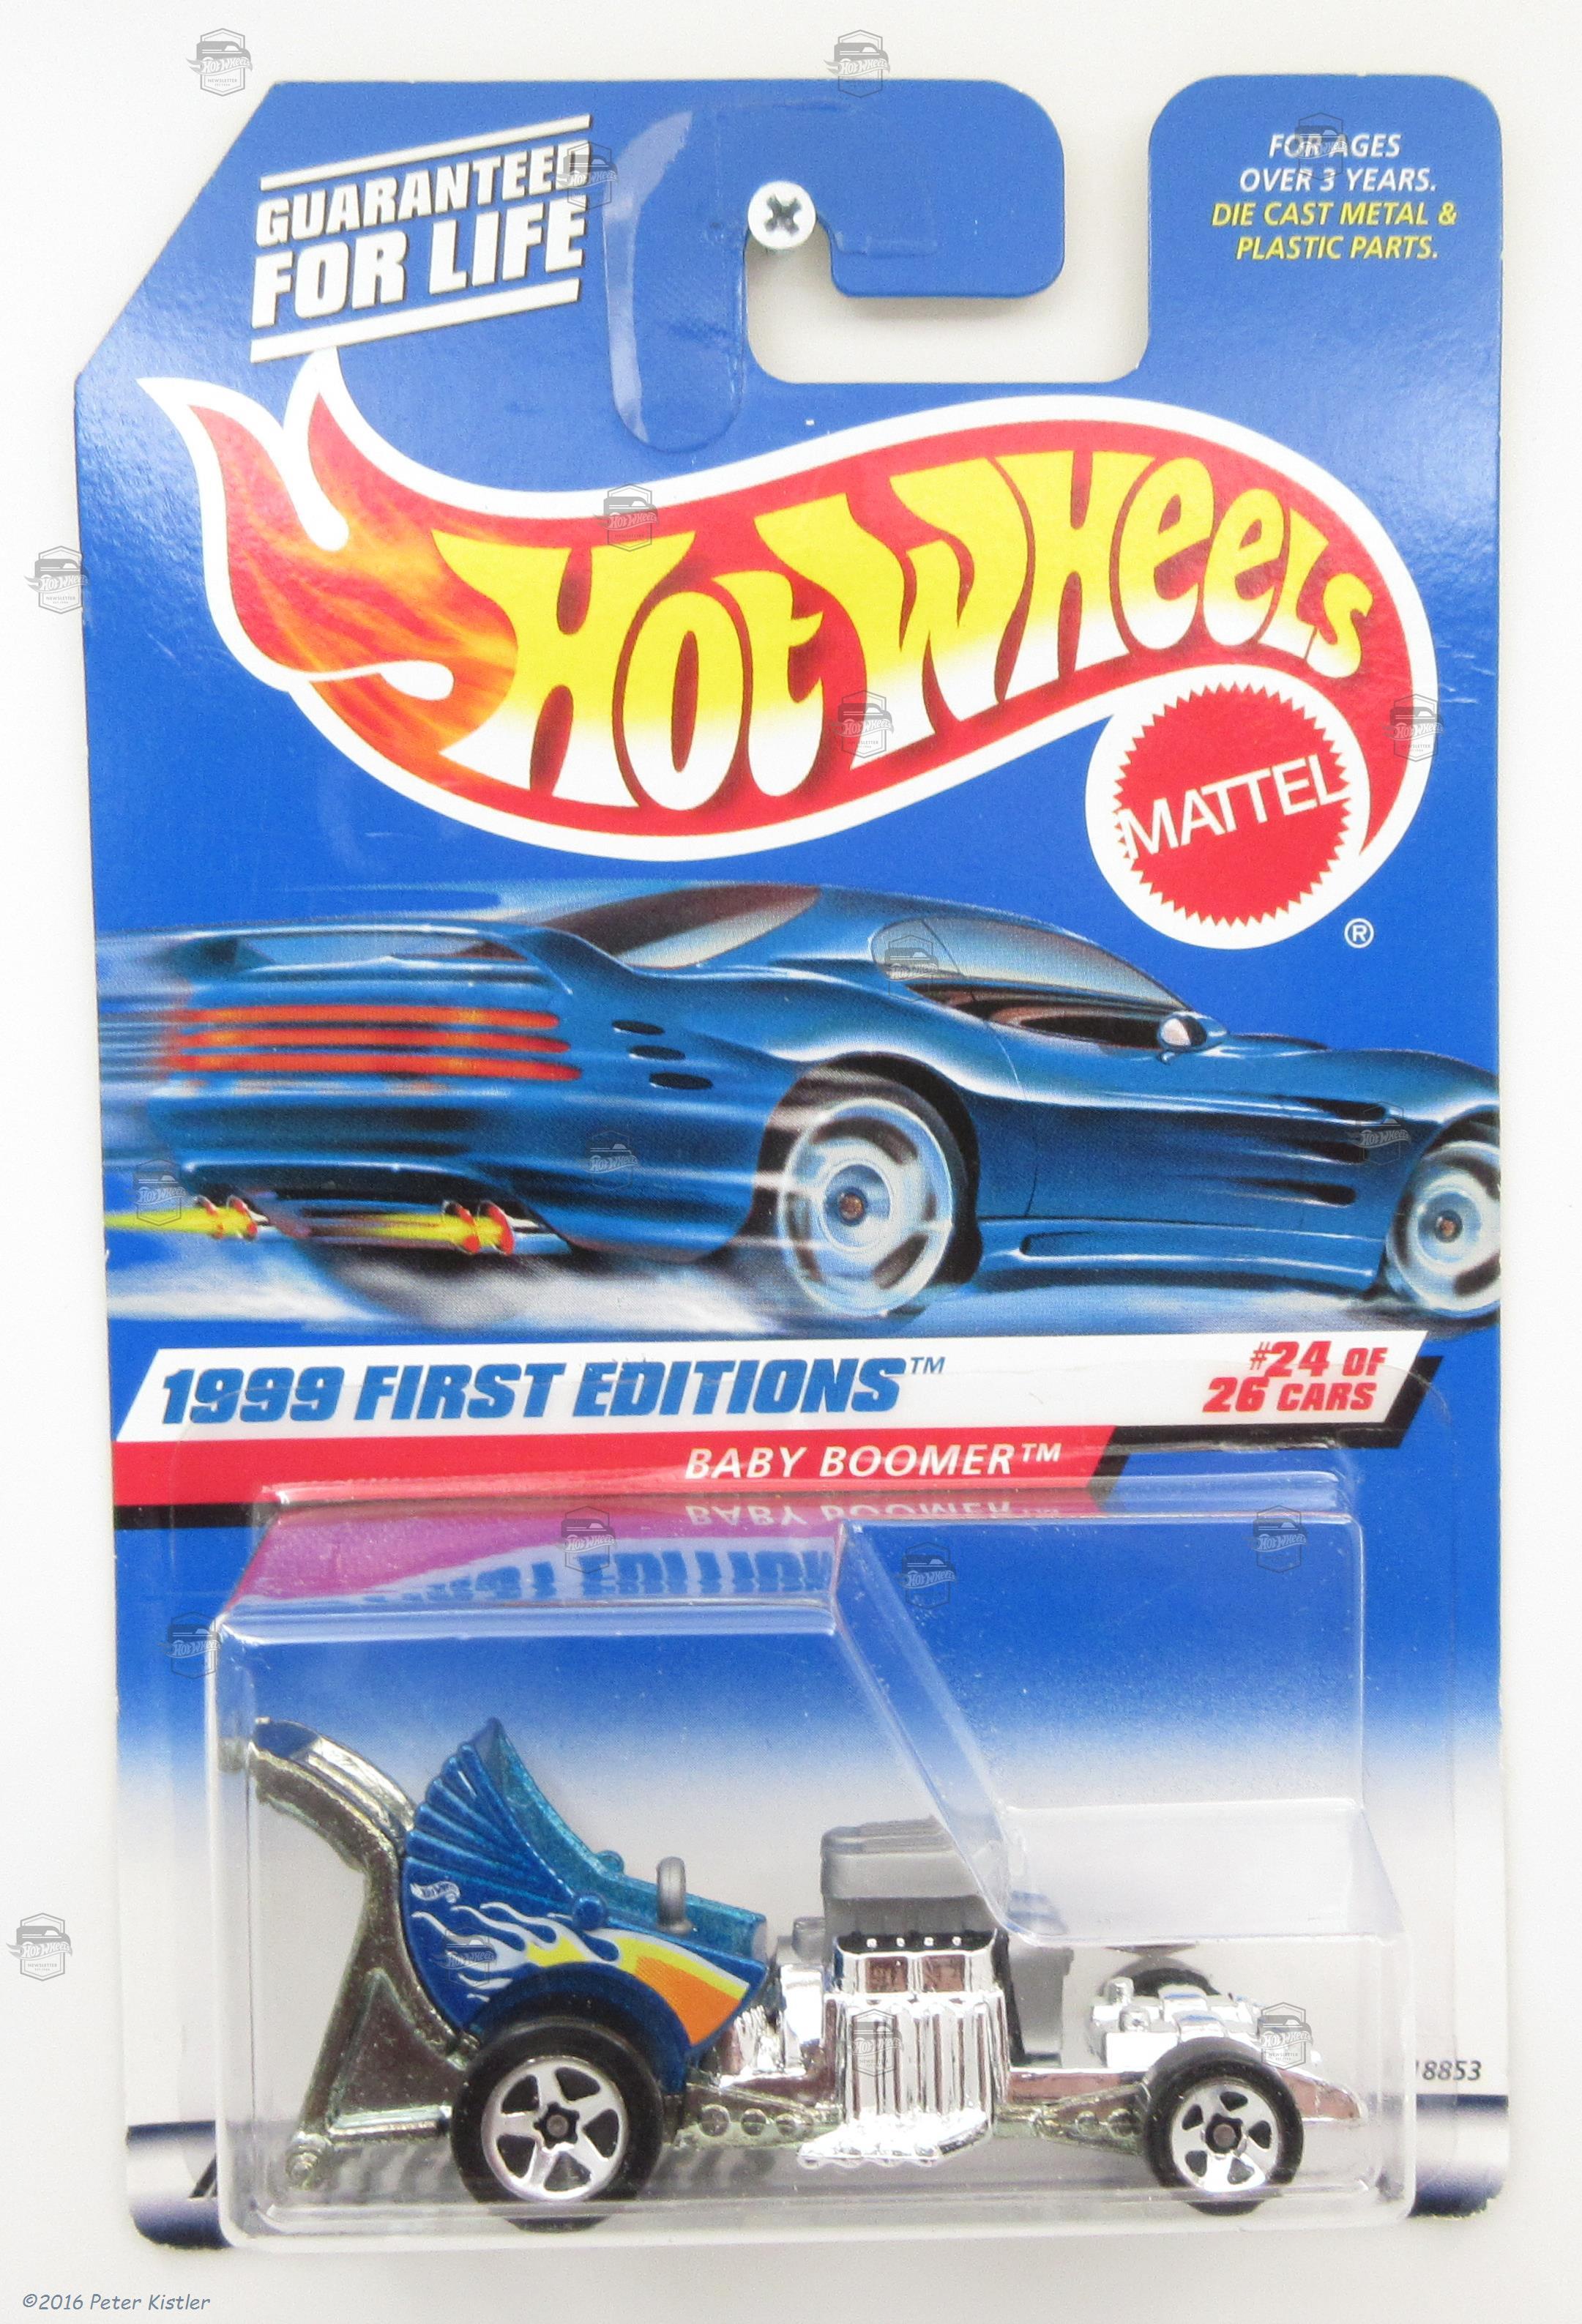 GUARANTEED
FOR LIFE
FOR AGES
OVER 3 YEARS.
DIE CAST METAL &
PLASTIC PARTS.
HOT WHEELS
MATTEL
®
1999 FIRST EDITIONS™
#24 OF
26 CARS
BABY BOOMER™
18853
©2016 Peter Kistler